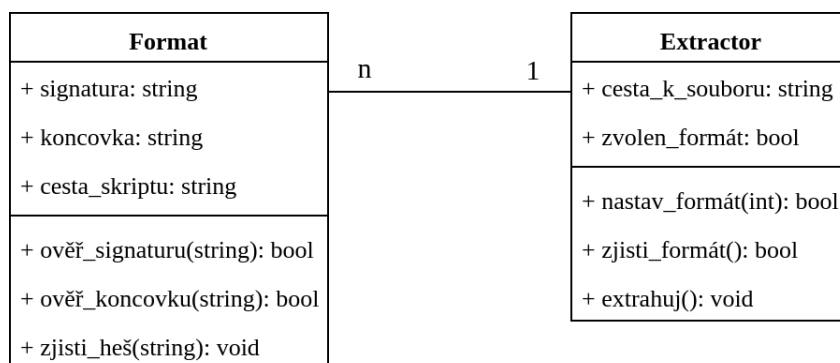 Format
+ signatura: string
+ koncovka: string
+ cesta_skriptu: string
+ ověř_signaturu(string): bool
+ ověř_koncovku(string): bool
+ zjisti_heš(string): void
n
1
Extractor
+ cesta_k_souboru: string
+ zvolen_formát: bool
+ nastav_formát(int): bool
+ zjisti_formát(): bool
+ extrahuj(): void